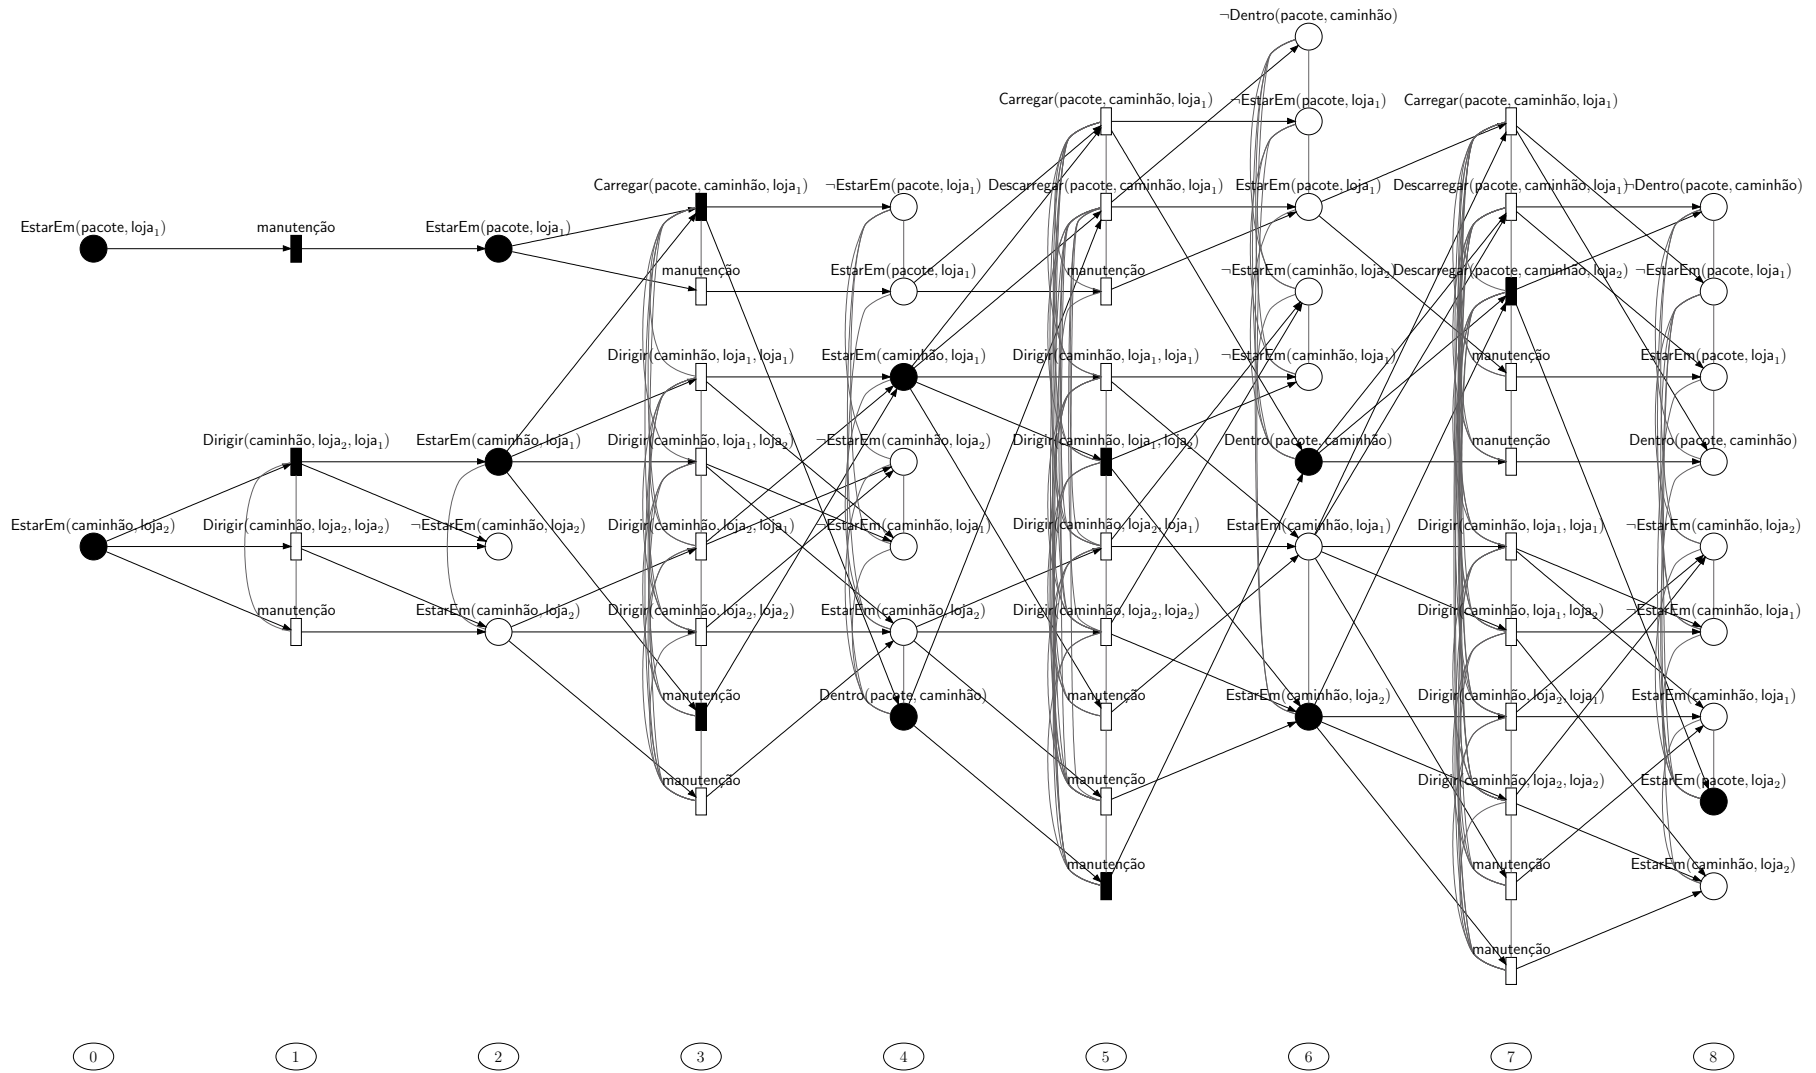 ¬Dentro(pacote, caminhão)
Carregar(pacote, caminhão, loja₁)
¬EstarEm(pacote, loja₁)
Carregar(pacote, caminhão, loja₁)
Carregar(pacote, caminhão, loja₁)
¬EstarEm(pacote, loja₁)
Descarregar(pacote, caminhão, loja₁)
EstarEm(pacote, loja₁)
Descarregar(pacote, caminhão, loja₁)
¬Dentro(pacote, caminhão)
EstarEm(pacote, loja₁)
manutenção
EstarEm(pacote, loja₁)
manutenção
EstarEm(pacote, loja₁)
manutenção
¬EstarEm(caminhão, loja₂)
Descarregar(pacote, caminhão, loja₂)
¬EstarEm(pacote, loja₁)
Dirigir(caminhão, loja₁, loja₁)
EstarEm(caminhão, loja₁)
Dirigir(caminhão, loja₁, loja₁)
¬EstarEm(caminhão, loja₁)
manutenção
EstarEm(pacote, loja₁)
Dirigir(caminhão, loja₂, loja₁)
EstarEm(caminhão, loja₁)
Dirigir(caminhão, loja₁, loja₂)
¬EstarEm(caminhão, loja₂)
Dirigir(caminhão, loja₁, loja₂)
Dentro(pacote, caminhão)
manutenção
Dentro(pacote, caminhão)
EstarEm(caminhão, loja₂)
Dirigir(caminhão, loja₂, loja₂)
¬EstarEm(caminhão, loja₂)
Dirigir(caminhão, loja₂, loja₁)
¬EstarEm(caminhão, loja₁)
Dirigir(caminhão, loja₂, loja₁)
EstarEm(caminhão, loja₁)
Dirigir(caminhão, loja₁, loja₁)
¬EstarEm(caminhão, loja₂)
manutenção
EstarEm(caminhão, loja₂)
Dirigir(caminhão, loja₂, loja₂)
EstarEm(caminhão, loja₂)
Dirigir(caminhão, loja₂, loja₂)
Dirigir(caminhão, loja₁, loja₂)
¬EstarEm(caminhão, loja₁)
manutenção
Dentro(pacote, caminhão)
manutenção
EstarEm(caminhão, loja₂)
Dirigir(caminhão, loja₂, loja₁)
EstarEm(caminhão, loja₁)
manutenção
manutenção
Dirigir(caminhão, loja₂, loja₂)
EstarEm(pacote, loja₂)
manutenção
manutenção
EstarEm(caminhão, loja₂)
manutenção
0 1 2 3 4 5 6 7 8